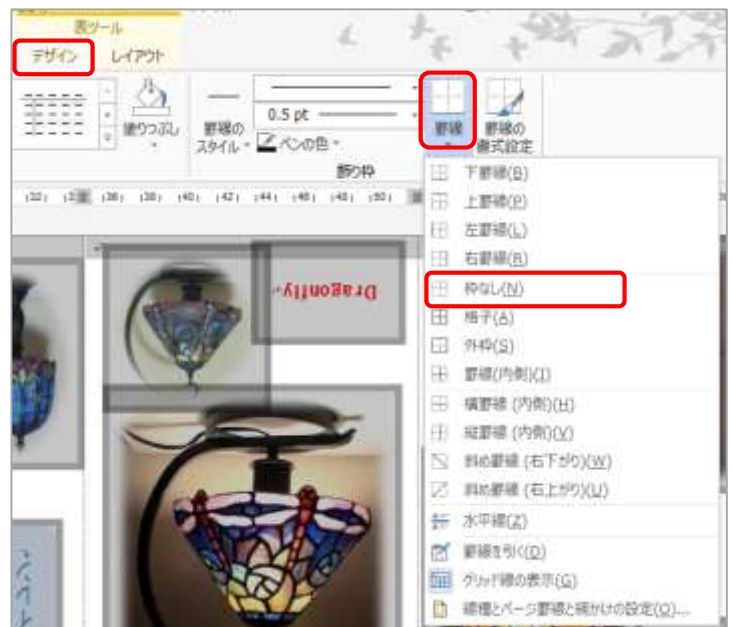 表ツール
デザイン レイアウト
塗りつぶし
罫線の
スタイル
0.5 pt
ペンの色
罫線
罫線の
書式設定
飾り枠
下罫線(B)
上罫線(P)
左罫線(L)
右罫線(R)
枠なし(N)
格子(A)
外枠(S)
罫線(内側)(I)
横罫線 (内側)(H)
縦罫線 (内側)(V)
斜め罫線 (右下がり)(W)
斜め罫線 (右上がり)(U)
水平線(Z)
罫線を引く(D)
グリッド線の表示(G)
線種とページ罫線と網かけの設定(O)...
Dragonfly